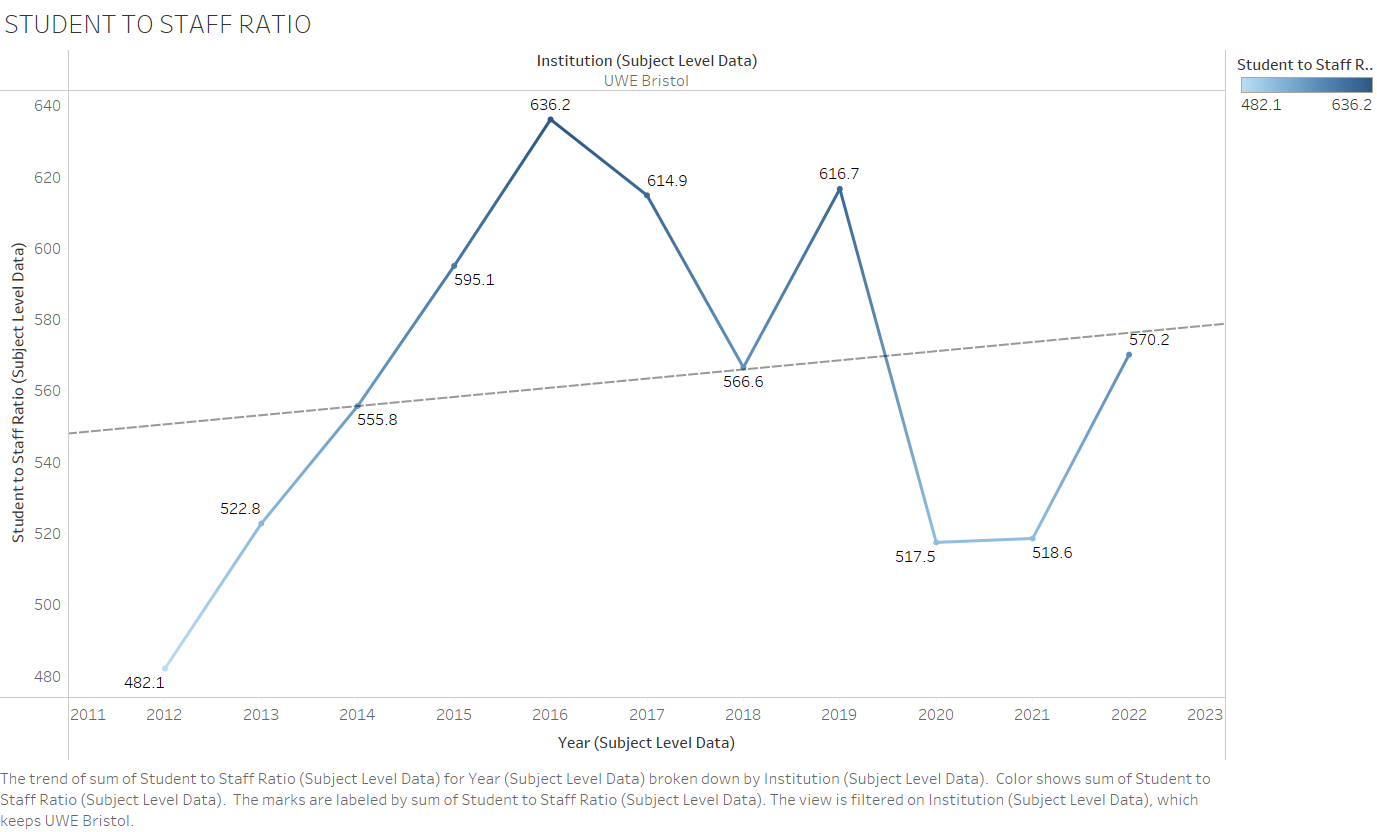 STUDENT TO STAFF RATIO
Institution (Subject Level Data)
UWE Bristol
Student to Staff R..
482.1 636.2
Student to Staff Ratio (Subject Level Data)
640
620
600
580
560
540
520
500
480
482.1
522.8
555.8
595.1
636.2
614.9
566.6
616.7
517.5
518.6
570.2
2011 2012 2013 2014 2015 2016 2017 2018 2019 2020 2021 2022 2023
Year (Subject Level Data)
The trend of sum of Student to Staff Ratio (Subject Level Data) for Year (Subject Level Data) broken down by Institution (Subject Level Data).  Color shows sum of Student to
Staff Ratio (Subject Level Data).  The marks are labeled by sum of Student to Staff Ratio (Subject Level Data). The view is filtered on Institution (Subject Level Data), which
keeps UWE Bristol.